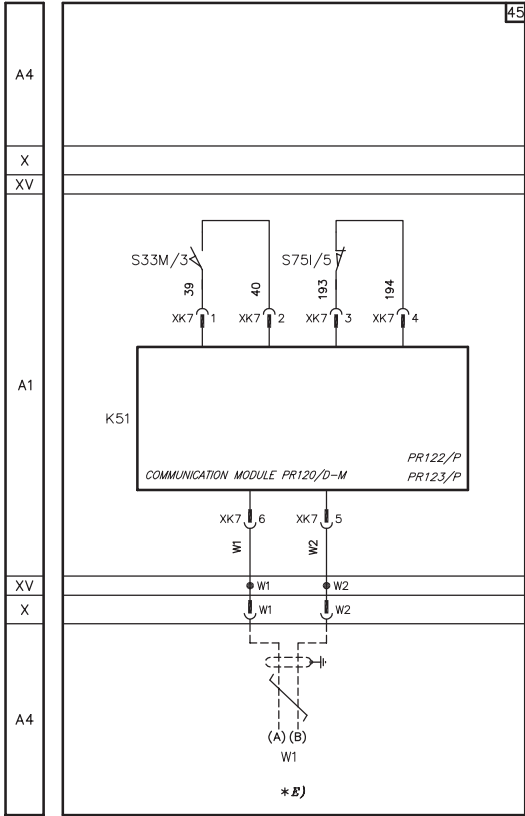 45
A4
X
XV
S33M/3
S75I/5
39
40
193
194
XK7 1 XK7 2 XK7 3 XK7 4
A1
K51
PR122/P
COMMUNICATION MODULE PR120/D-M PR123/P
XK7 6 XK7 5
W1
W2
XV
W1 W2
X
W1 W2
A4
(A) (B)
W1
*E)